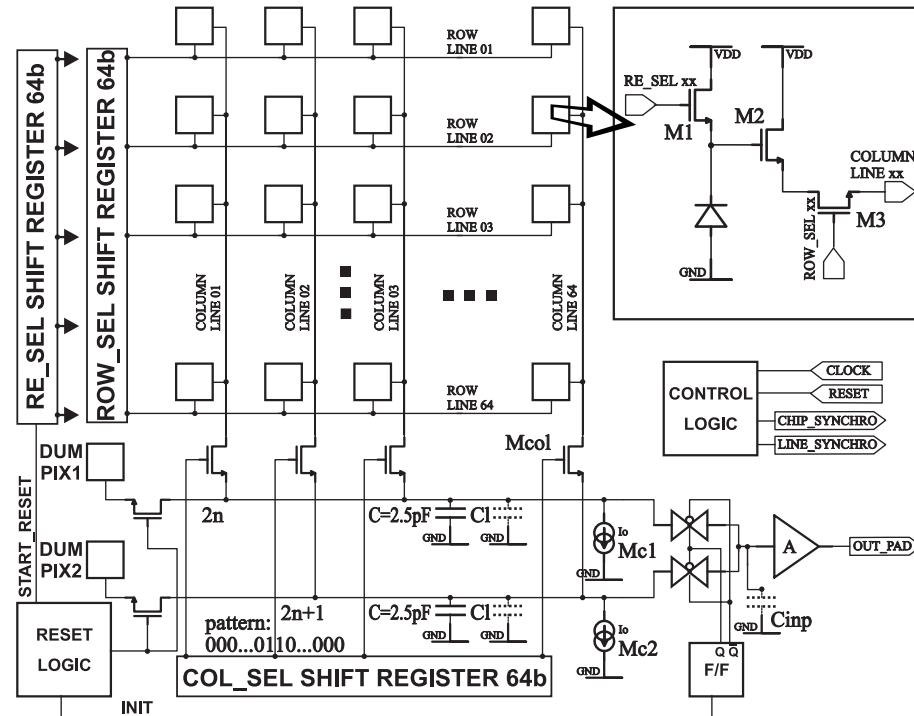 RE_SEL SHIFT REGISTER 64b
ROW_SEL SHIFT REGISTER 64b
ROW
LINE 01
ROW
LINE 02
ROW
LINE 03
ROW
LINE 64
COLUMN
LINE 01
COLUMN
LINE 02
COLUMN
LINE 03
COLUMN
LINE 64
VDD
VDD
RE_SEL xx
M1
M2
COLUMN
LINE xx
M3
ROW_SEL xx
GND
CONTROL
LOGIC
CLOCK
RESET
CHIP_SYNCHRO
LINE_SYNCHRO
Mcol
DUM
PIX1
2n
C=2.5pF
Cl
GND
GND
Io
Mc1
GND
A
OUT_PAD
DUM
PIX2
2n+1
C=2.5pF
Cl
GND
GND
Io
Mc2
GND
Cinp
GND
START_RESET
RESET
LOGIC
pattern:
000...0110...000
COL_SEL SHIFT REGISTER 64b
Q Q
F/F
INIT